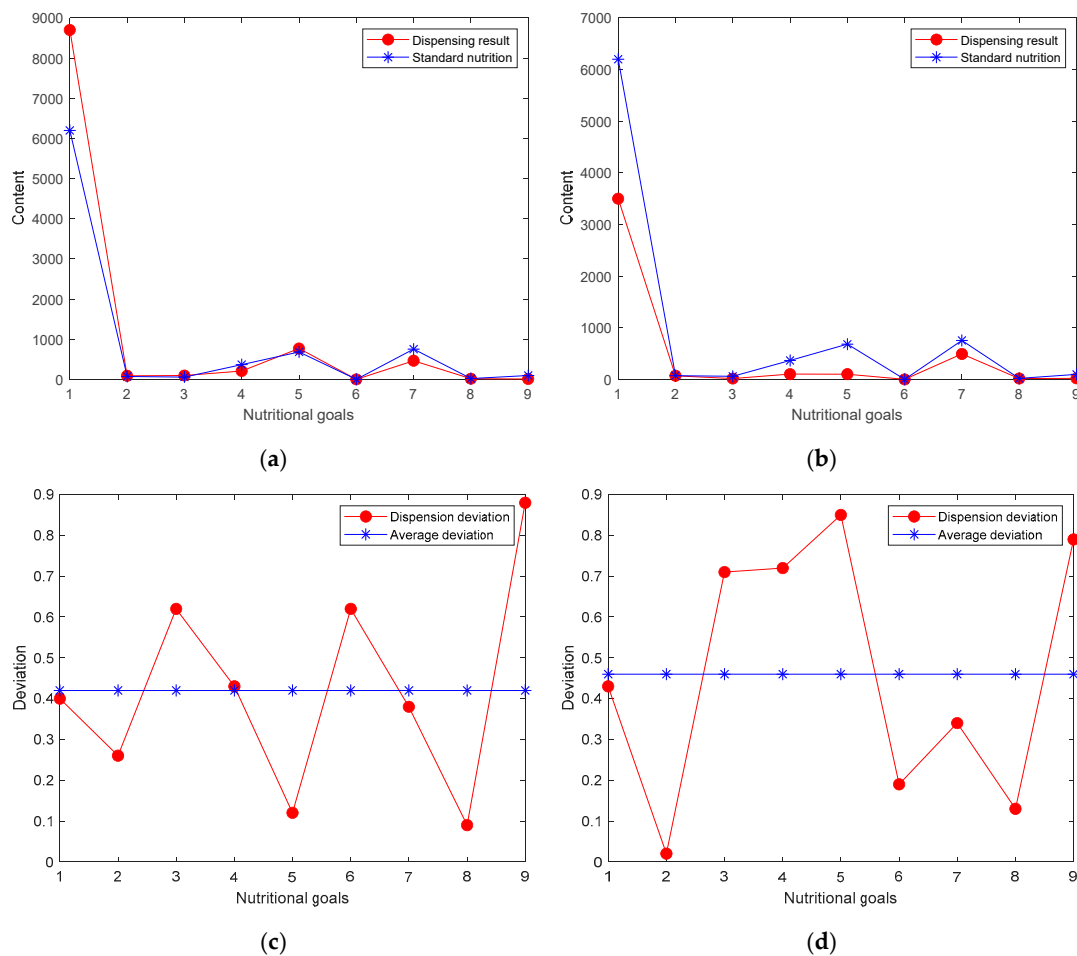 9000
8000
7000
6000
5000
4000
3000
2000
1000
0
Content
1 2 3 4 5 6 7 8 9
Nutritional goals
Dispensing result
Standard nutrition
(a)
7000
6000
5000
4000
3000
2000
1000
0
Content
1 2 3 4 5 6 7 8 9
Nutritional goals
Dispensing result
Standard nutrition
(b)
0.9
0.8
0.7
0.6
0.5
0.4
0.3
0.2
0.1
0
Deviation
1 2 3 4 5 6 7 8 9
Nutritional goals
Dispension deviation
Average deviation
(c)
0.9
0.8
0.7
0.6
0.5
0.4
0.3
0.2
0.1
0
Deviation
1 2 3 4 5 6 7 8 9
Nutritional goals
Dispension deviation
Average deviation
(d)